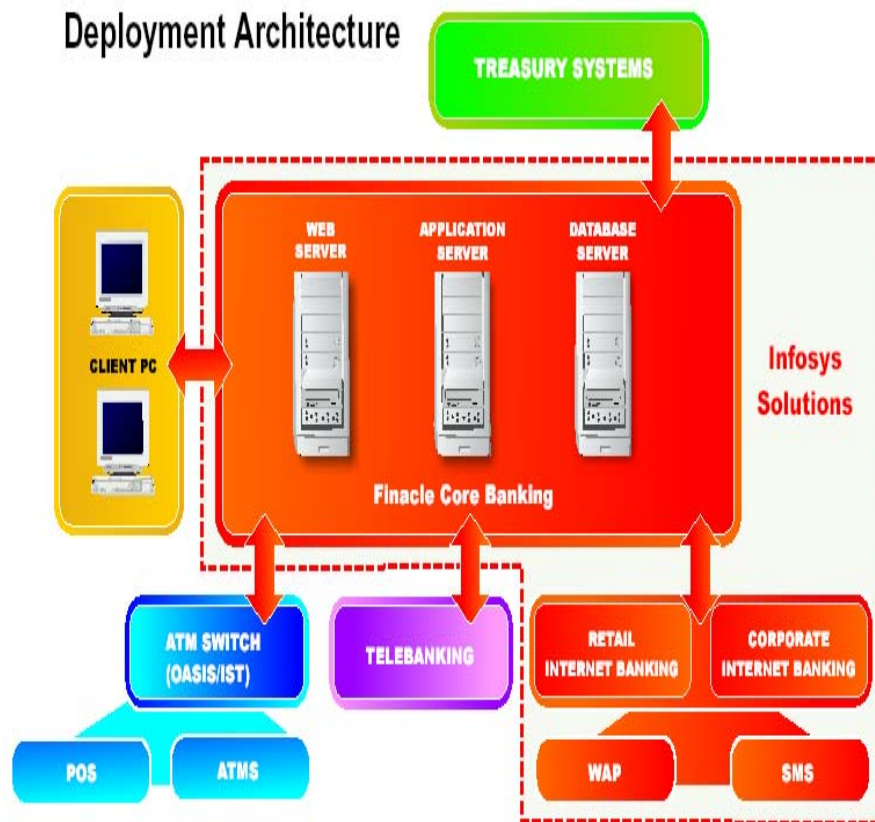 Deployment Architecture
TREASURY SYSTEMS
WEB
SERVER
APPLICATION
SERVER
DATABASE
SERVER
CLIENT PC
Infosys
Solutions
Finacle Core Banking
ATM SWITCH
(OASIS/IST)
TELEBANKING
RETAIL
INTERNET BANKING
CORPORATE
INTERNET BANKING
POS
ATMS
WAP
SMS